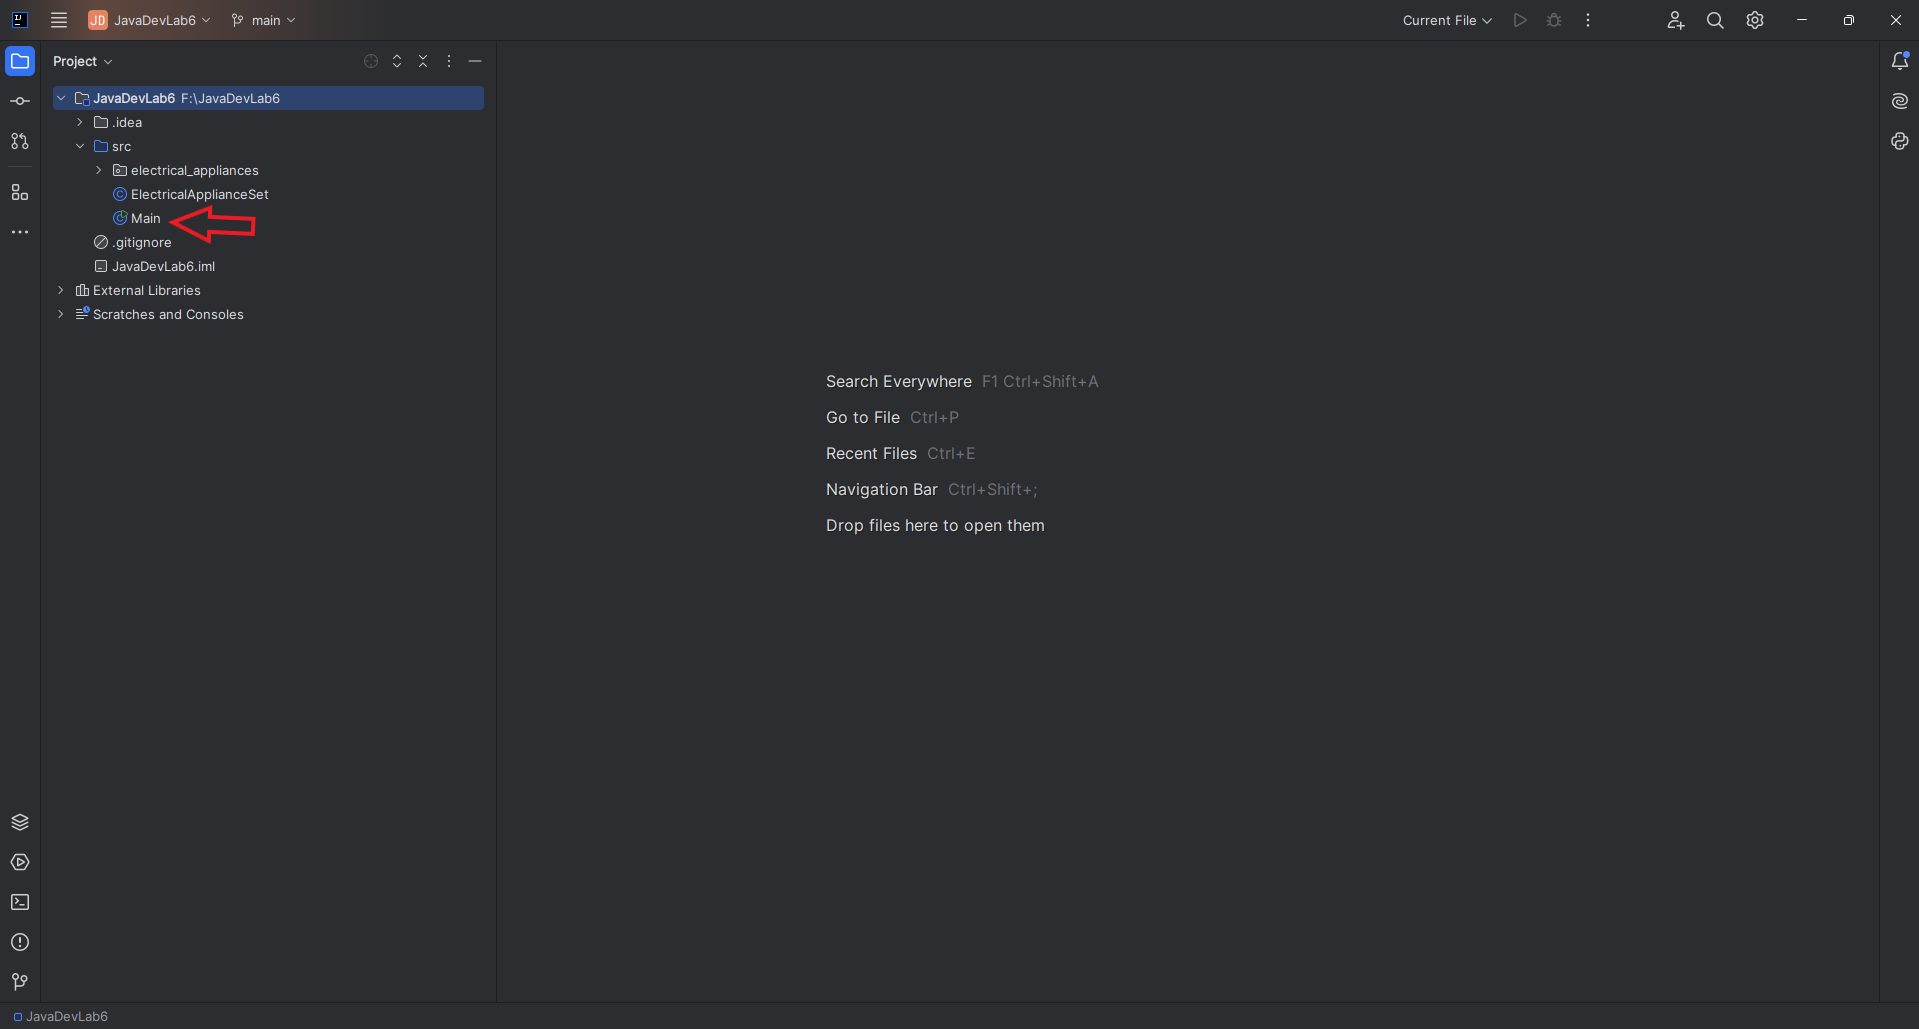 JD JavaDevLab6 main Current File
Project
JavaDevLab6 F:\JavaDevLab6
.idea
src
electrical_appliances
ElectricalApplianceSet
Main
.gitignore
JavaDevLab6.iml
External Libraries
Scratches and Consoles
Search Everywhere F1 Ctrl+Shift+A
Go to File Ctrl+P
Recent Files Ctrl+E
Navigation Bar Ctrl+Shift+;
Drop files here to open them
JavaDevLab6